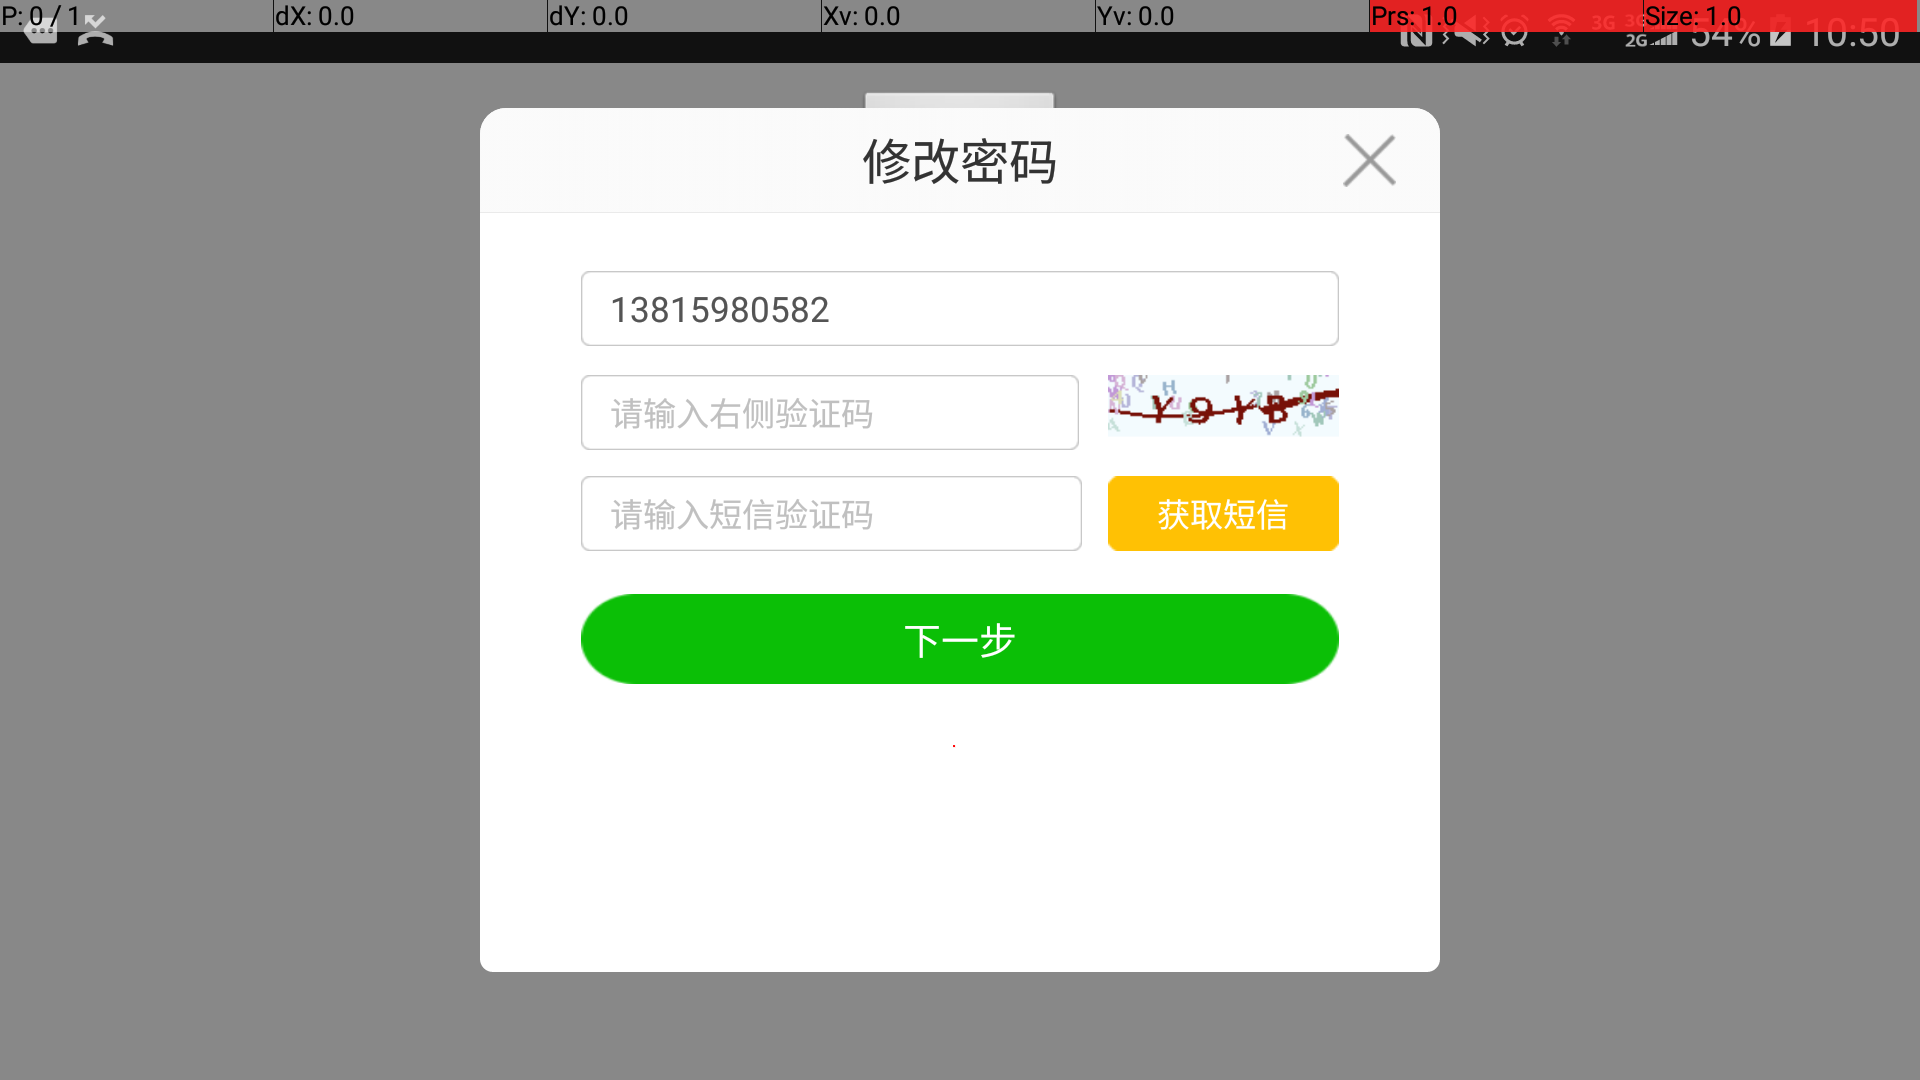 P: 0 / 1 dX: 0.0 dY: 0.0 Xv: 0.0 Yv: 0.0 Prs: 1.0 Size: 1.0
3G 3G 2G 54% 10:50
修改密码
13815980582
请输入右侧验证码
请输入短信验证码 获取短信
下一步